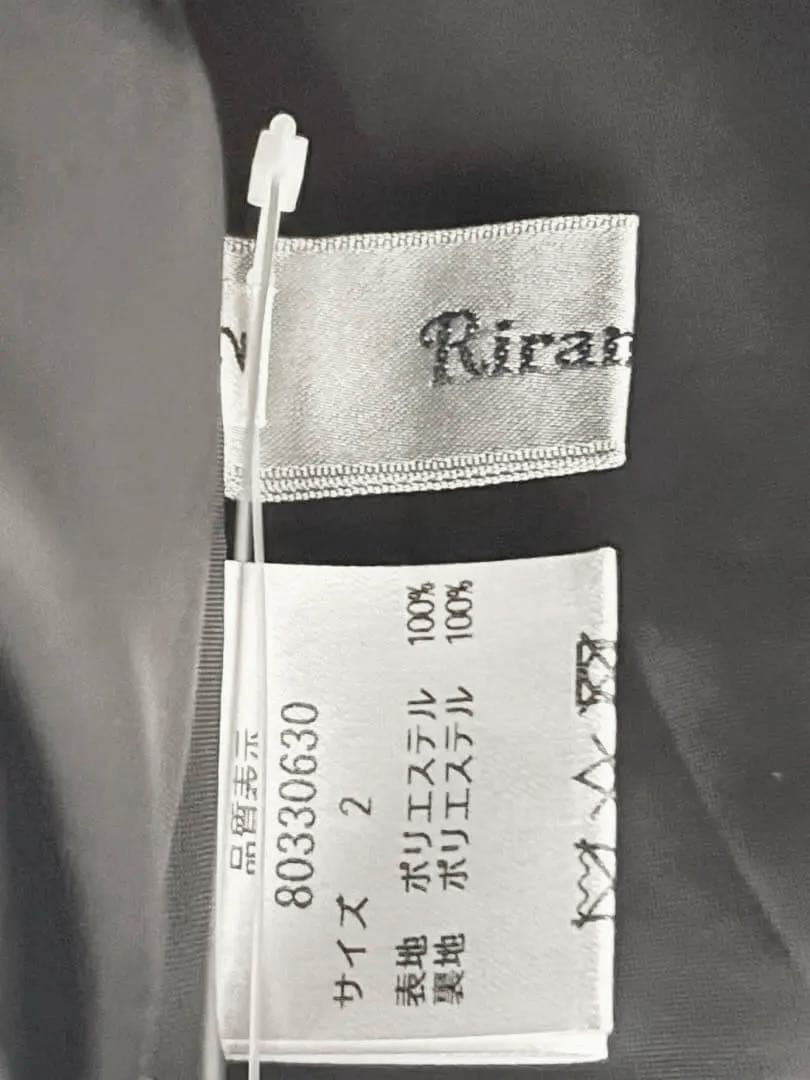 Riran
2
品質表示
80330630
サイズ 2
表地 ポリエステル 100%
裏地 ポリエステル 100%